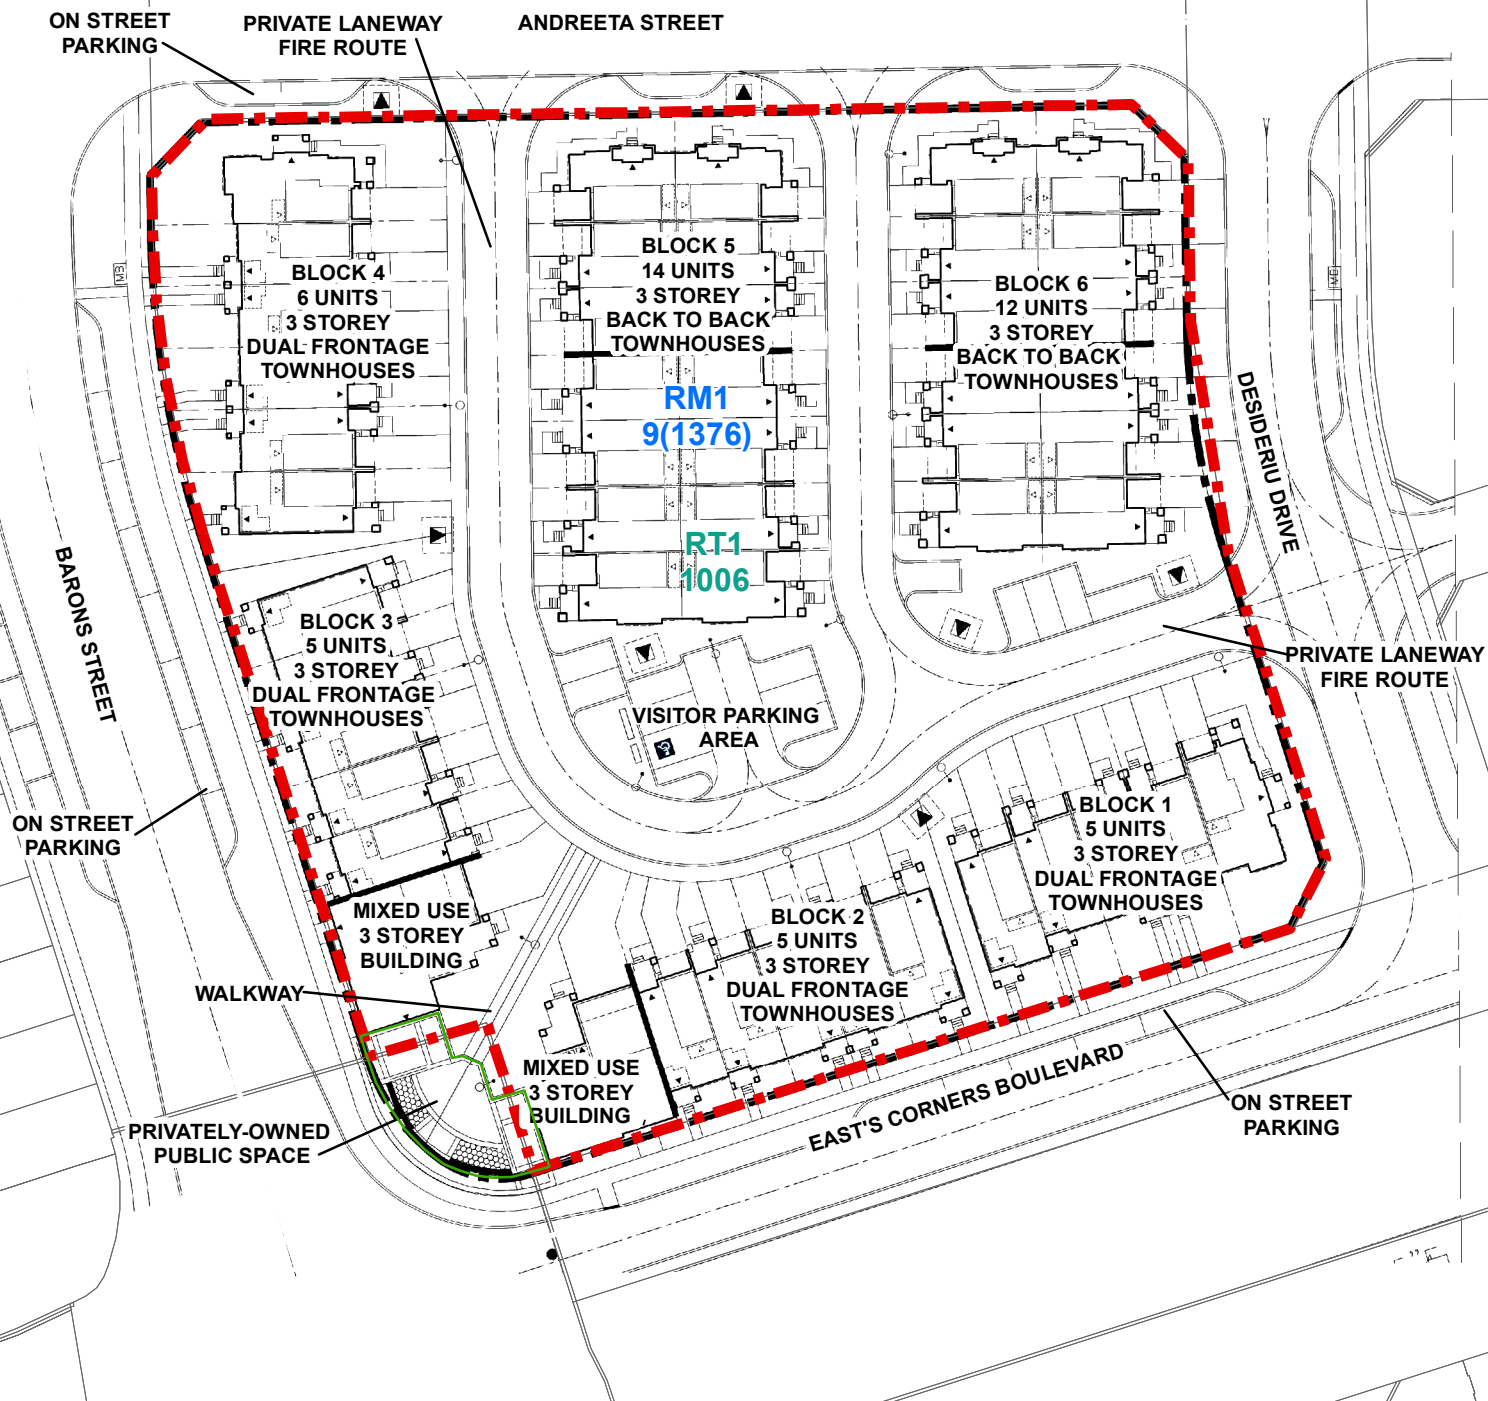 ON STREET
PARKING
PRIVATE LANEWAY
FIRE ROUTE
ANDREETA STREET
BLOCK 4
6 UNITS
3 STOREY
DUAL FRONTAGE
TOWNHOUSES
BLOCK 5
14 UNITS
3 STOREY
BACK TO BACK
TOWNHOUSES
BLOCK 6
12 UNITS
3 STOREY
BACK TO BACK
TOWNHOUSES
MB
MB
RM1
9(1376)
RT1
1006
DESIDERIU DRIVE
BARONS STREET
BLOCK 3
5 UNITS
3 STOREY
DUAL FRONTAGE
TOWNHOUSES
PRIVATE LANEWAY
FIRE ROUTE
VISITOR PARKING
AREA
ON STREET
PARKING
BLOCK 1
5 UNITS
3 STOREY
DUAL FRONTAGE
TOWNHOUSES
MIXED USE
3 STOREY
BUILDING
BLOCK 2
5 UNITS
3 STOREY
DUAL FRONTAGE
TOWNHOUSES
WALKWAY
MIXED USE
3 STOREY
BUILDING
EAST'S CORNERS BOULEVARD
ON STREET
PARKING
PRIVATELY-OWNED
PUBLIC SPACE